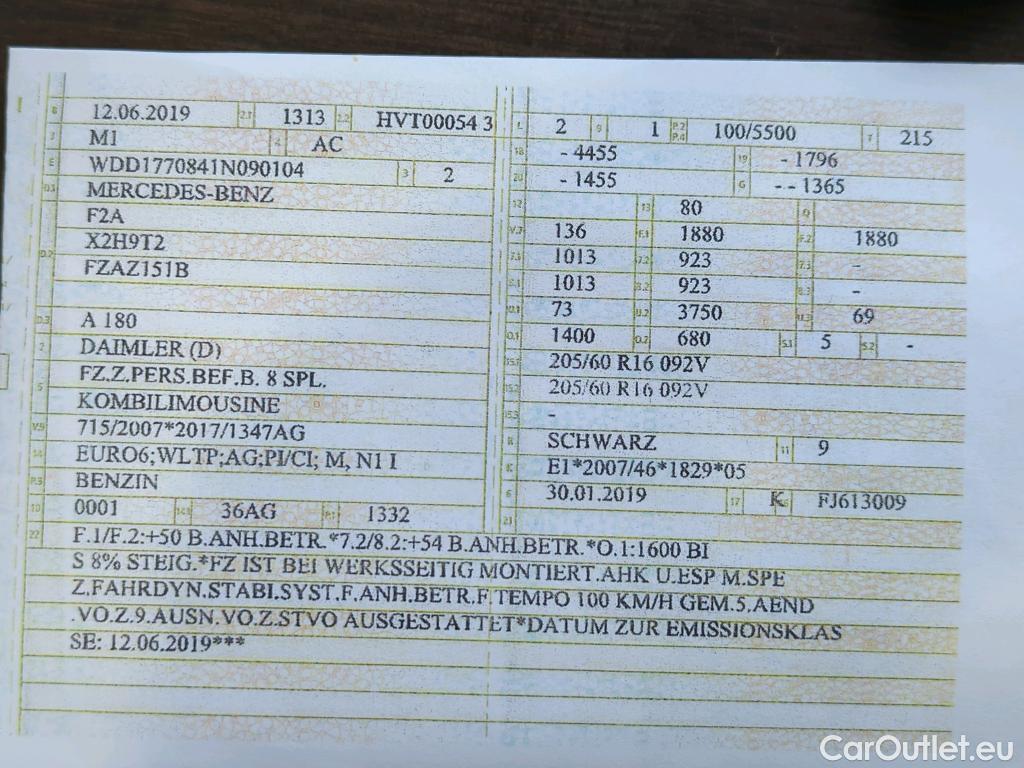 B 12.06.2019 2.1 1313 2.2 HVT00054 3
J M1 4 AC
E WDD1770841N090104 3 2
D.1 MERCEDES-BENZ
F2A
X2H9T2
D.2 FZAZ151B
D.3 A 180
2 DAIMLER (D)
FZ.Z.PERS.BEF.B. 8 SPL.
5 KOMBILIMOUSINE
V.9 715/2007*2017/1347AG
14 EURO6;WLTP;AG;PI/CI; M, N1 I
P.3 BENZIN
10 0001 14.1 36AG P.1 1332
L 2 9 1 P.2 P.4 100/5500 T 215
18 - 4455 19 - 1796
20 - 1455 G - - 1365
12 13 80 Q
V.7 136 F.1 1880 F.2 1880
7.1 1013 7.2 923 7.3 -
8.1 1013 8.2 923 8.3 -
U.1 73 U.2 3750 U.3 69
O.1 1400 O.2 680 S.1 5 S.2 -
15.1 205/60 R16 092V
15.2 205/60 R16 092V
15.3 -
R SCHWARZ 11 9
K E1*2007/46*1829*05
6 30.01.2019 17 K 16 FJ613009
21
22 F.1/F.2:+50 B.ANH.BETR.*7.2/8.2:+54 B.ANH.BETR.*O.1:1600 BI
S 8% STEIG.*FZ IST BEI WERKSSEITIG MONTIERT.AHK U.ESP M.SPE
Z.FAHRDYN.STABI.SYST.F.ANH.BETR.F.TEMPO 100 KM/H GEM.5.AEND
.VO.Z.9.AUSN.VO.Z.STVO AUSGESTATTET*DATUM ZUR EMISSIONSKLAS
SE: 12.06.2019***
CarOutlet.eu